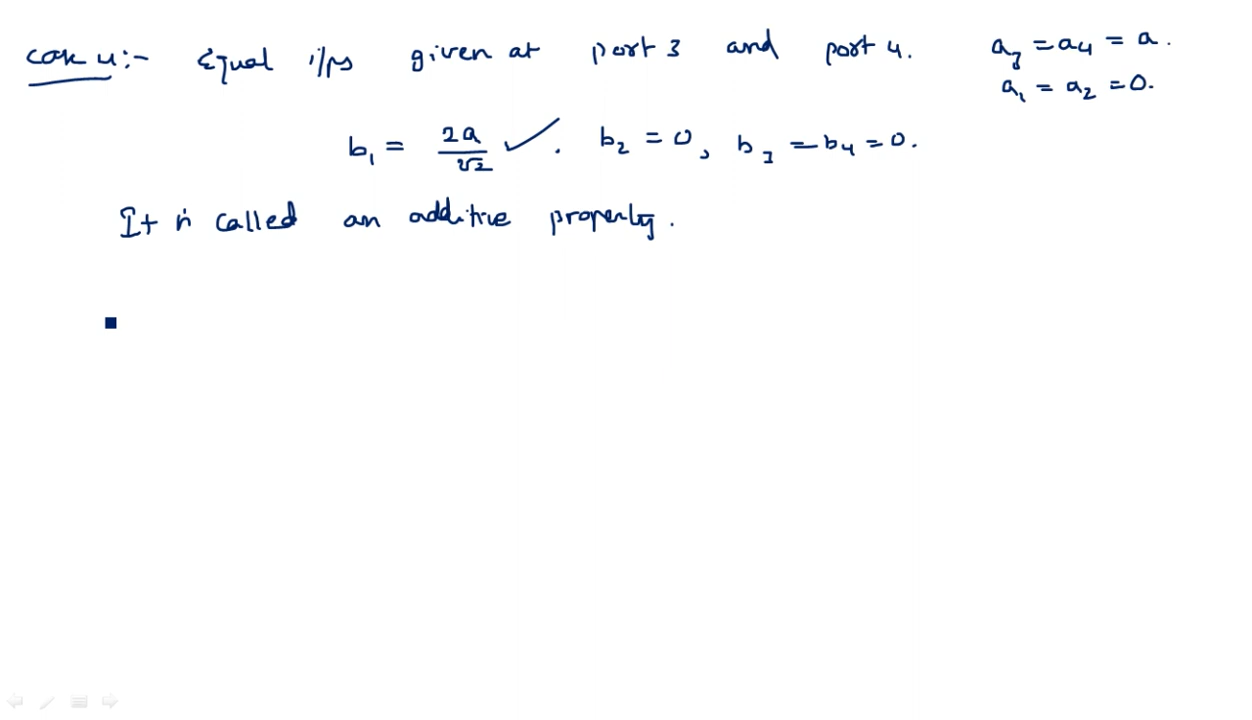 Case 4:- Equal i/ps given at port 3 and port 4. a₃ = a₄ = a.
a₁ = a₂ = 0.
b₁ = 2a/√2 ✓. b₂ = 0, b₃ = b₄ = 0.
It is called an additive property.